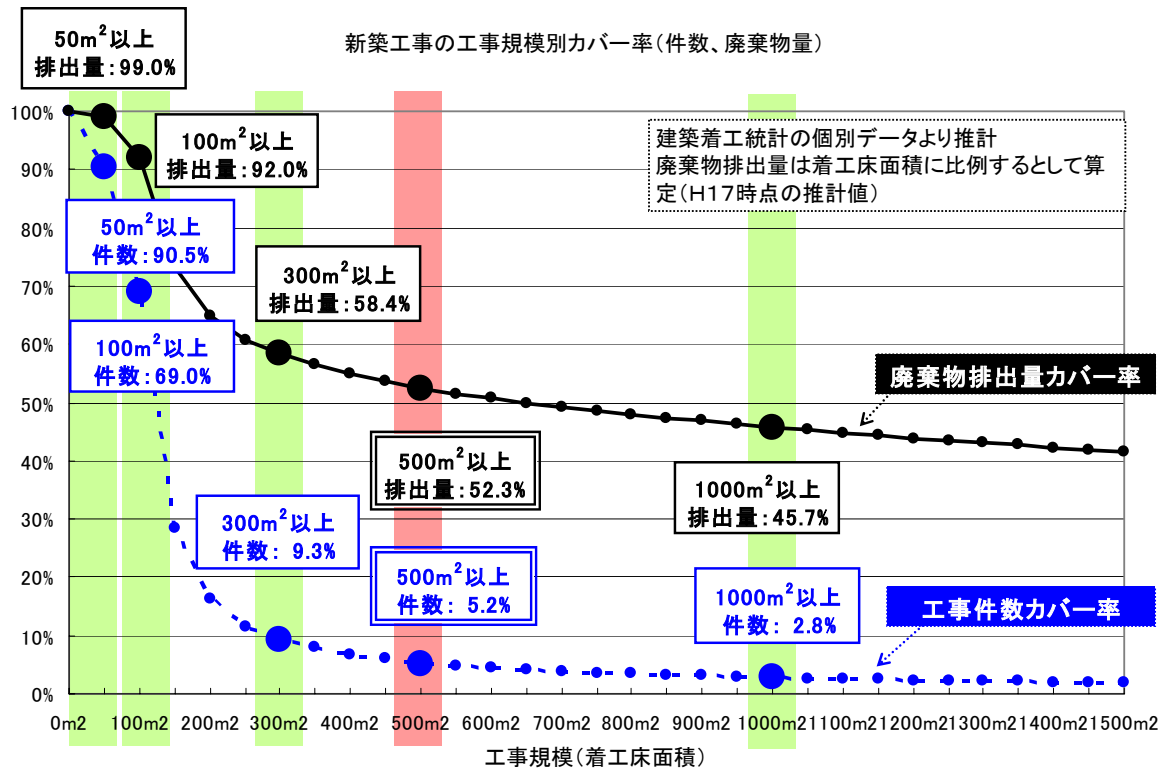 新築工事の工事規模別カバー率(件数、廃棄物量)
50m²以上
排出量:99.0%
100m²以上
排出量:92.0%
建築着工統計の個別データより推計
廃棄物排出量は着工床面積に比例するとして算
定(H17時点の推計値)
50m²以上
件数:90.5%
300m²以上
排出量:58.4%
100m²以上
件数:69.0%
廃棄物排出量カバー率
500m²以上
排出量:52.3%
1000m²以上
排出量:45.7%
300m²以上
件数: 9.3%
500m²以上
件数: 5.2%
1000m²以上
件数: 2.8%
工事件数カバー率
100%
90%
80%
70%
60%
50%
40%
30%
20%
10%
0%
0m2 100m2 200m2 300m2 400m2 500m2 600m2 700m2 800m2 900m2 1000m2 1100m2 1200m2 1300m2 1400m2 1500m2
工事規模(着工床面積)